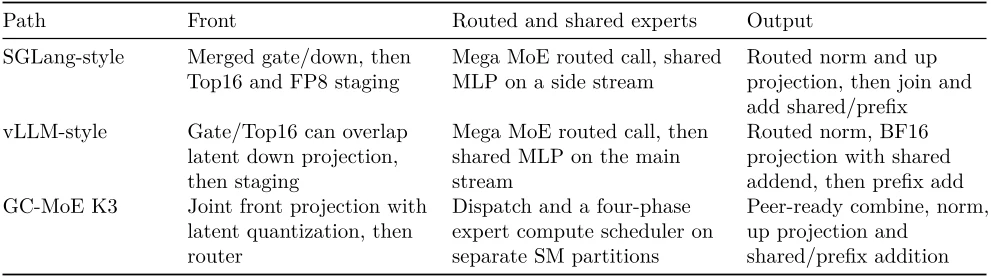 Path Front Routed and shared experts Output
SGLang-style Merged gate/down, then Mega MoE routed call, shared Routed norm and up
Top16 and FP8 staging MLP on a side stream projection, then join and
add shared/prefix
vLLM-style Gate/Top16 can overlap Mega MoE routed call, then Routed norm, BF16
latent down projection, shared MLP on the main projection with shared
then staging stream addend, then prefix add
GC-MoE K3 Joint front projection with Dispatch and a four-phase Peer-ready combine, norm,
latent quantization, then expert compute scheduler on up projection and
router separate SM partitions shared/prefix addition